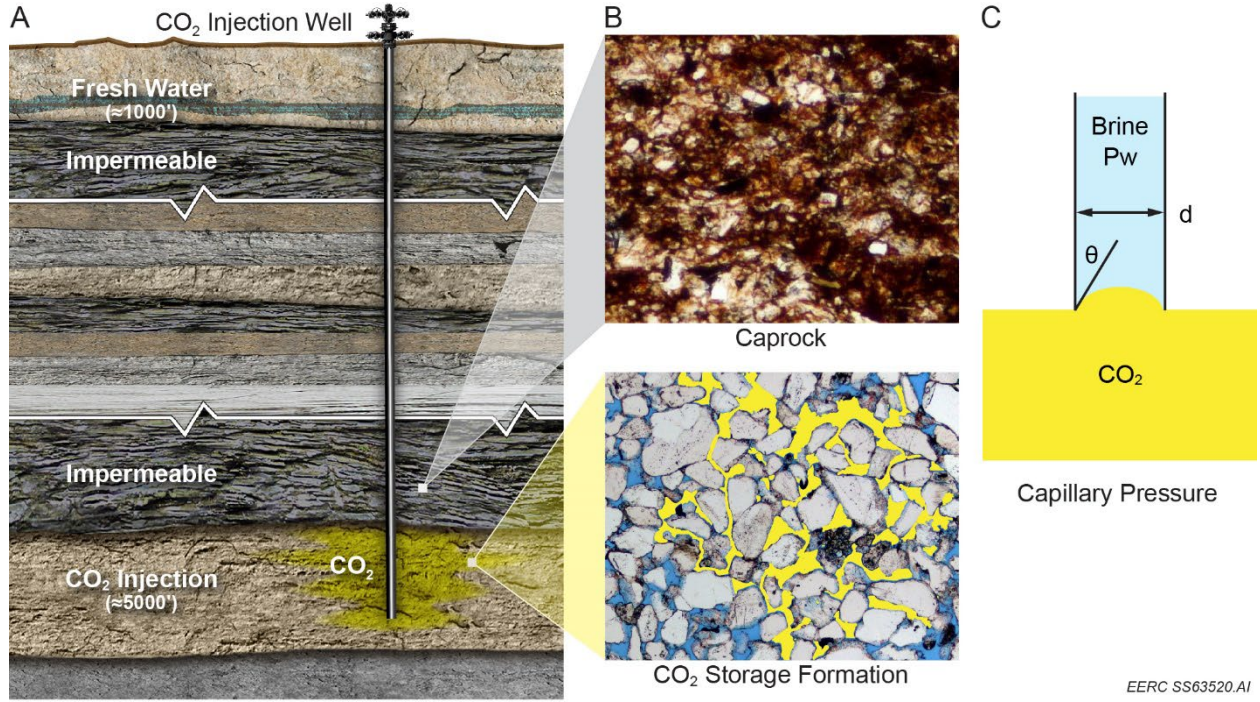 A
CO₂ Injection Well
Fresh Water
(≈1000')
Impermeable
Impermeable
CO₂
CO₂ Injection
(≈5000')
B
Caprock
CO₂ Storage Formation
C
Brine
Pw
d
θ
CO₂
Capillary Pressure
EERC SS63520.AI